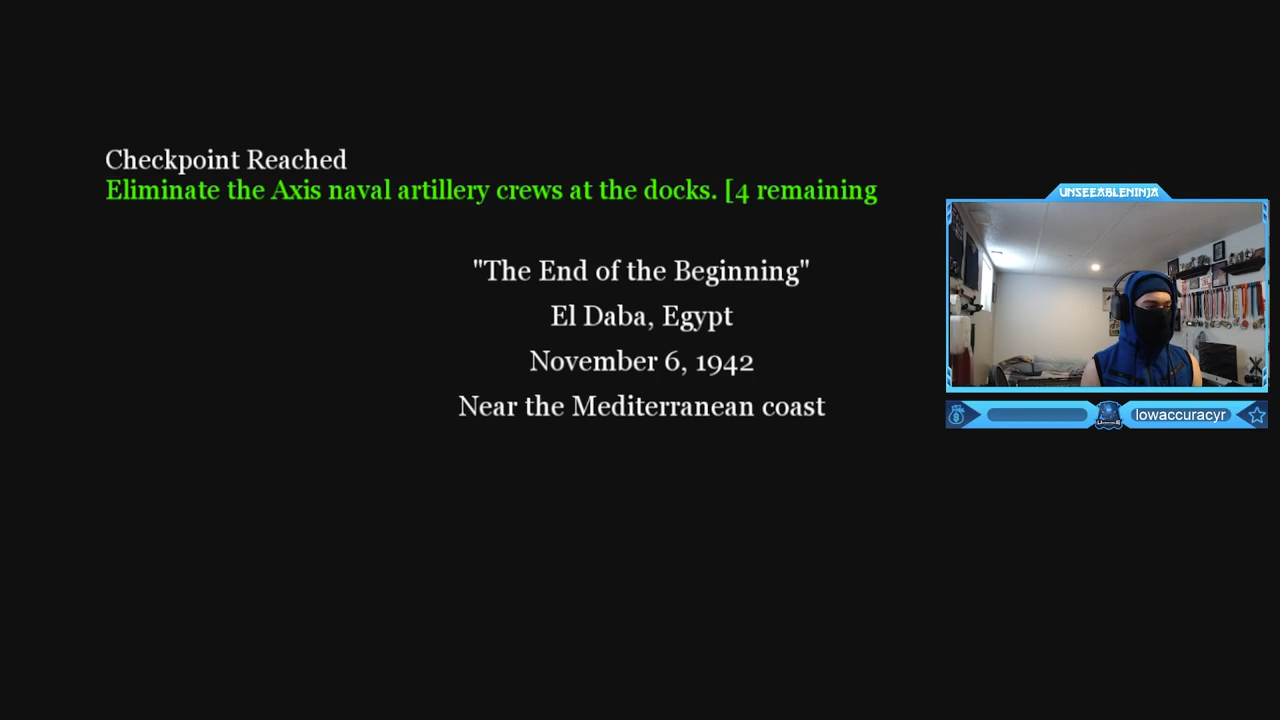 Checkpoint Reached
Eliminate the Axis naval artillery crews at the docks. [4 remaining
"The End of the Beginning"
El Daba, Egypt
November 6, 1942
Near the Mediterranean coast
UNSEEABLENINJA
lowaccuracyr